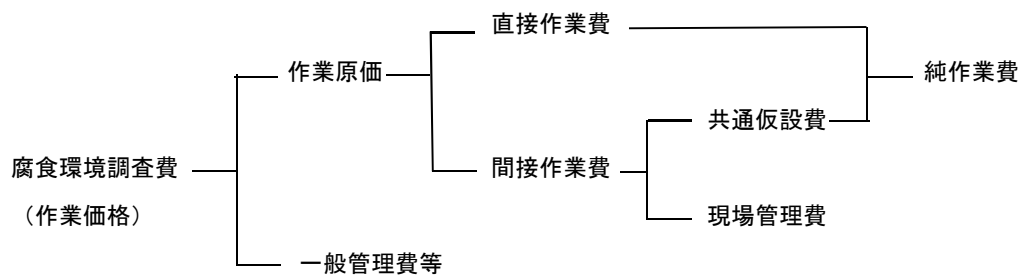 直接作業費
作業原価
純作業費
共通仮設費
腐食環境調査費
間接作業費
（作業価格）
現場管理費
一般管理費等